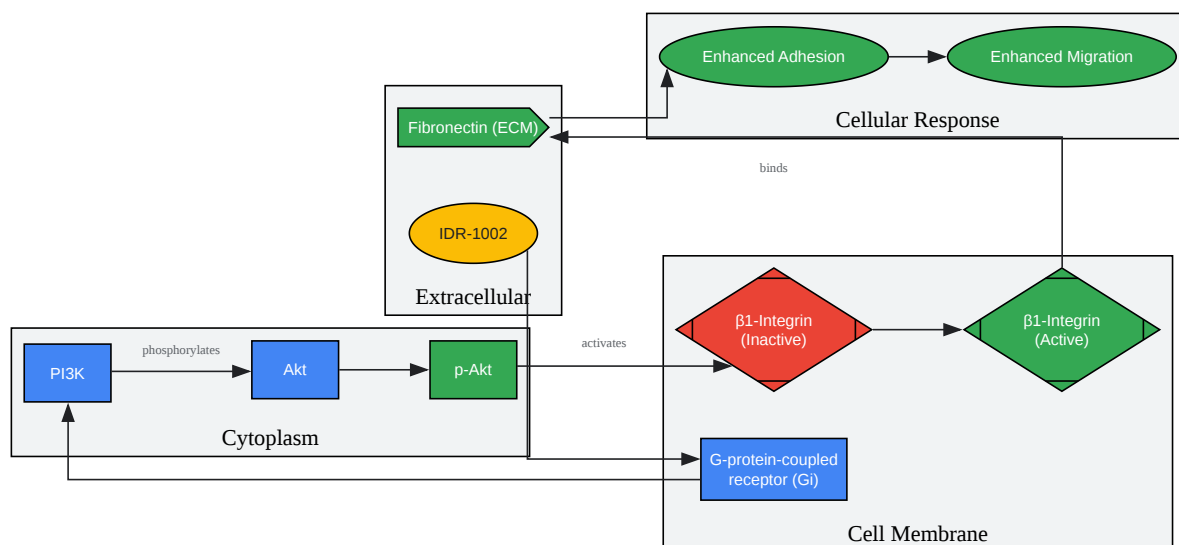 Enhanced Adhesion
Enhanced Migration
Cellular Response
Fibronectin (ECM)
binds
IDR-1002
Extracellular
β1-Integrin
(Inactive)
β1-Integrin
(Active)
phosphorylates
activates
PI3K
Akt
p-Akt
Cytoplasm
G-protein-coupled
receptor (Gi)
Cell Membrane